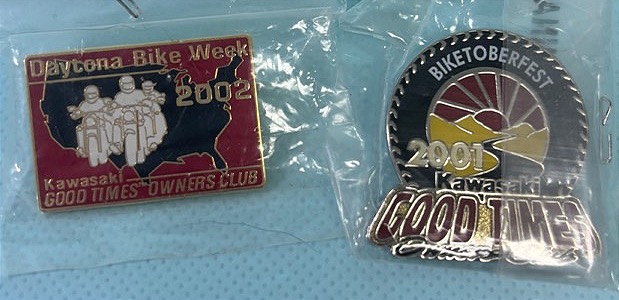 Daytona Bike Week
2002
Kawasaki
GOOD TIMES OWNERS CLUB
BIKETOBERFEST
2001
Kawasaki
GOOD TIMES